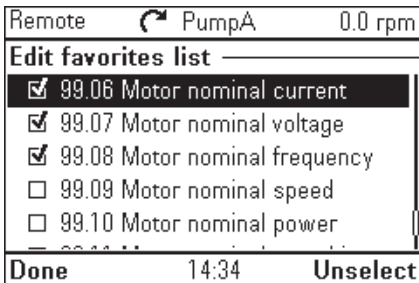 Remote PumpA 0.0 rpm
Edit favorites list
99.06 Motor nominal current
99.07 Motor nominal voltage
99.08 Motor nominal frequency
99.09 Motor nominal speed
99.10 Motor nominal power
Done 14:34 Unselect